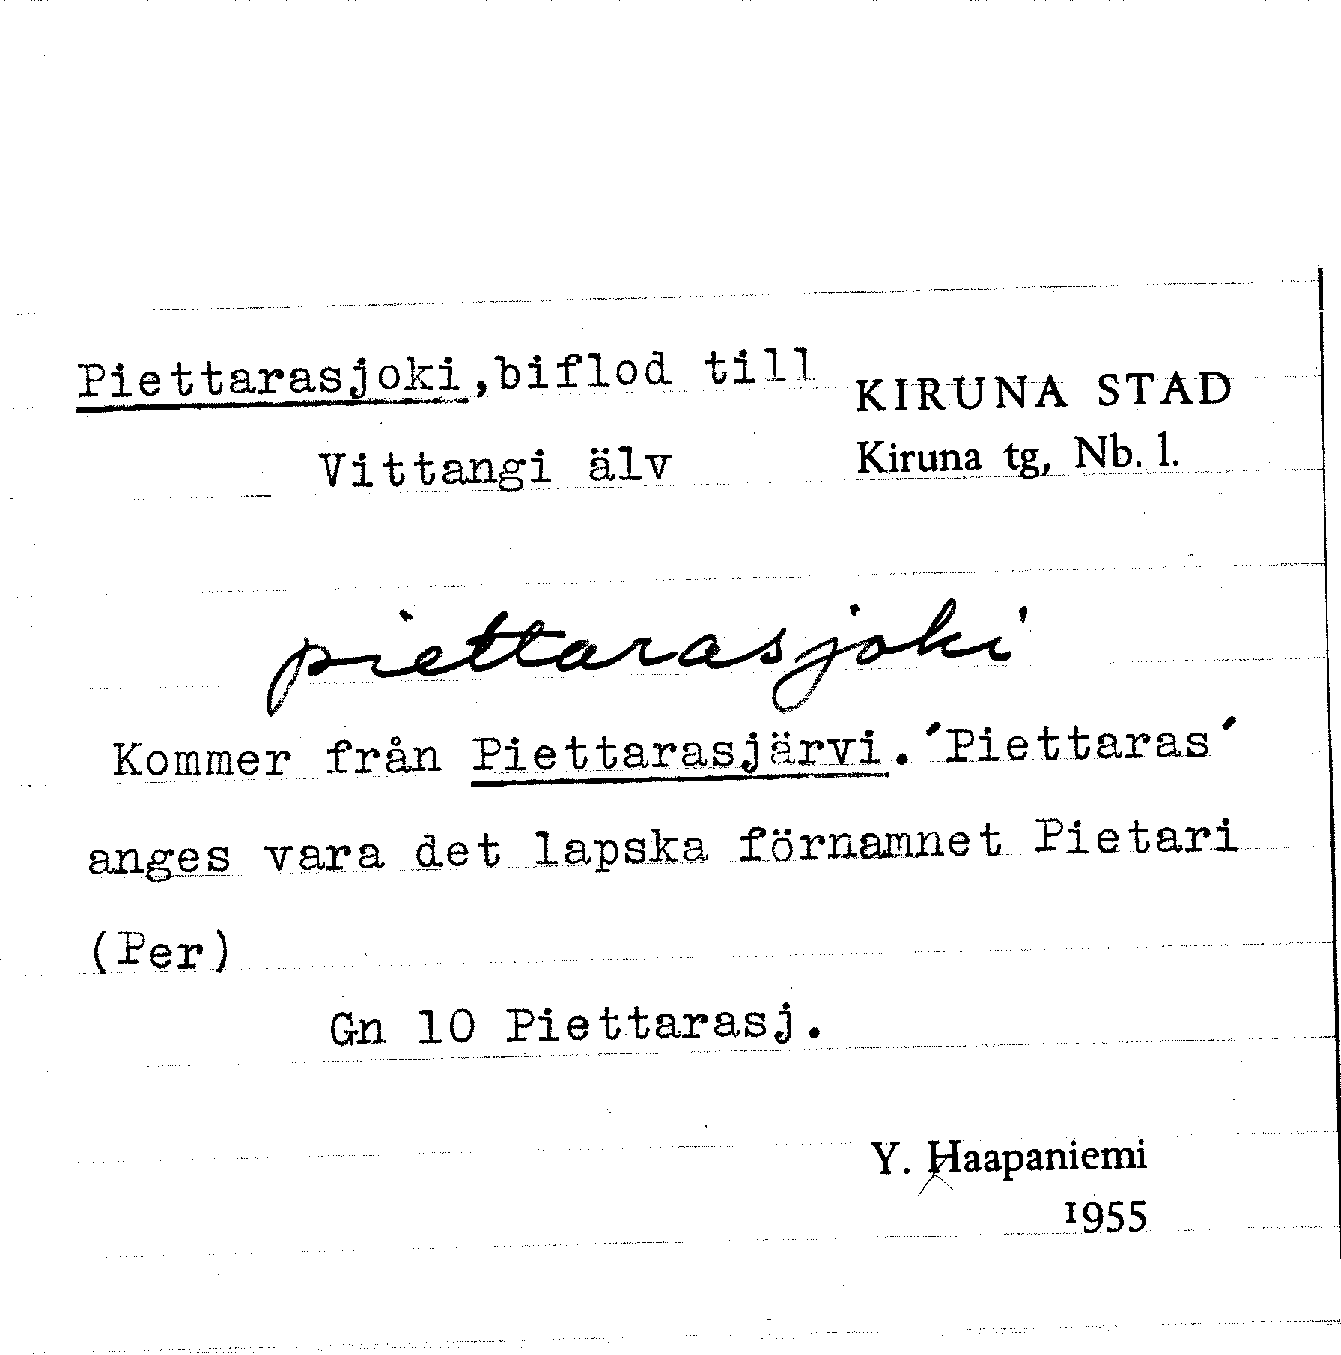 Piettarasjoki,biflod till
KIRUNA STAD
Vittangi älv
Kiruna tg, Nb. l.
piettarasjoki
Kommer från Piettarasjärvi.'Piettaras'
anges vara det lapska förnamnet Pietari
(Per)
Gn 10 Piettarasj.
Y. Haapaniemi
1955